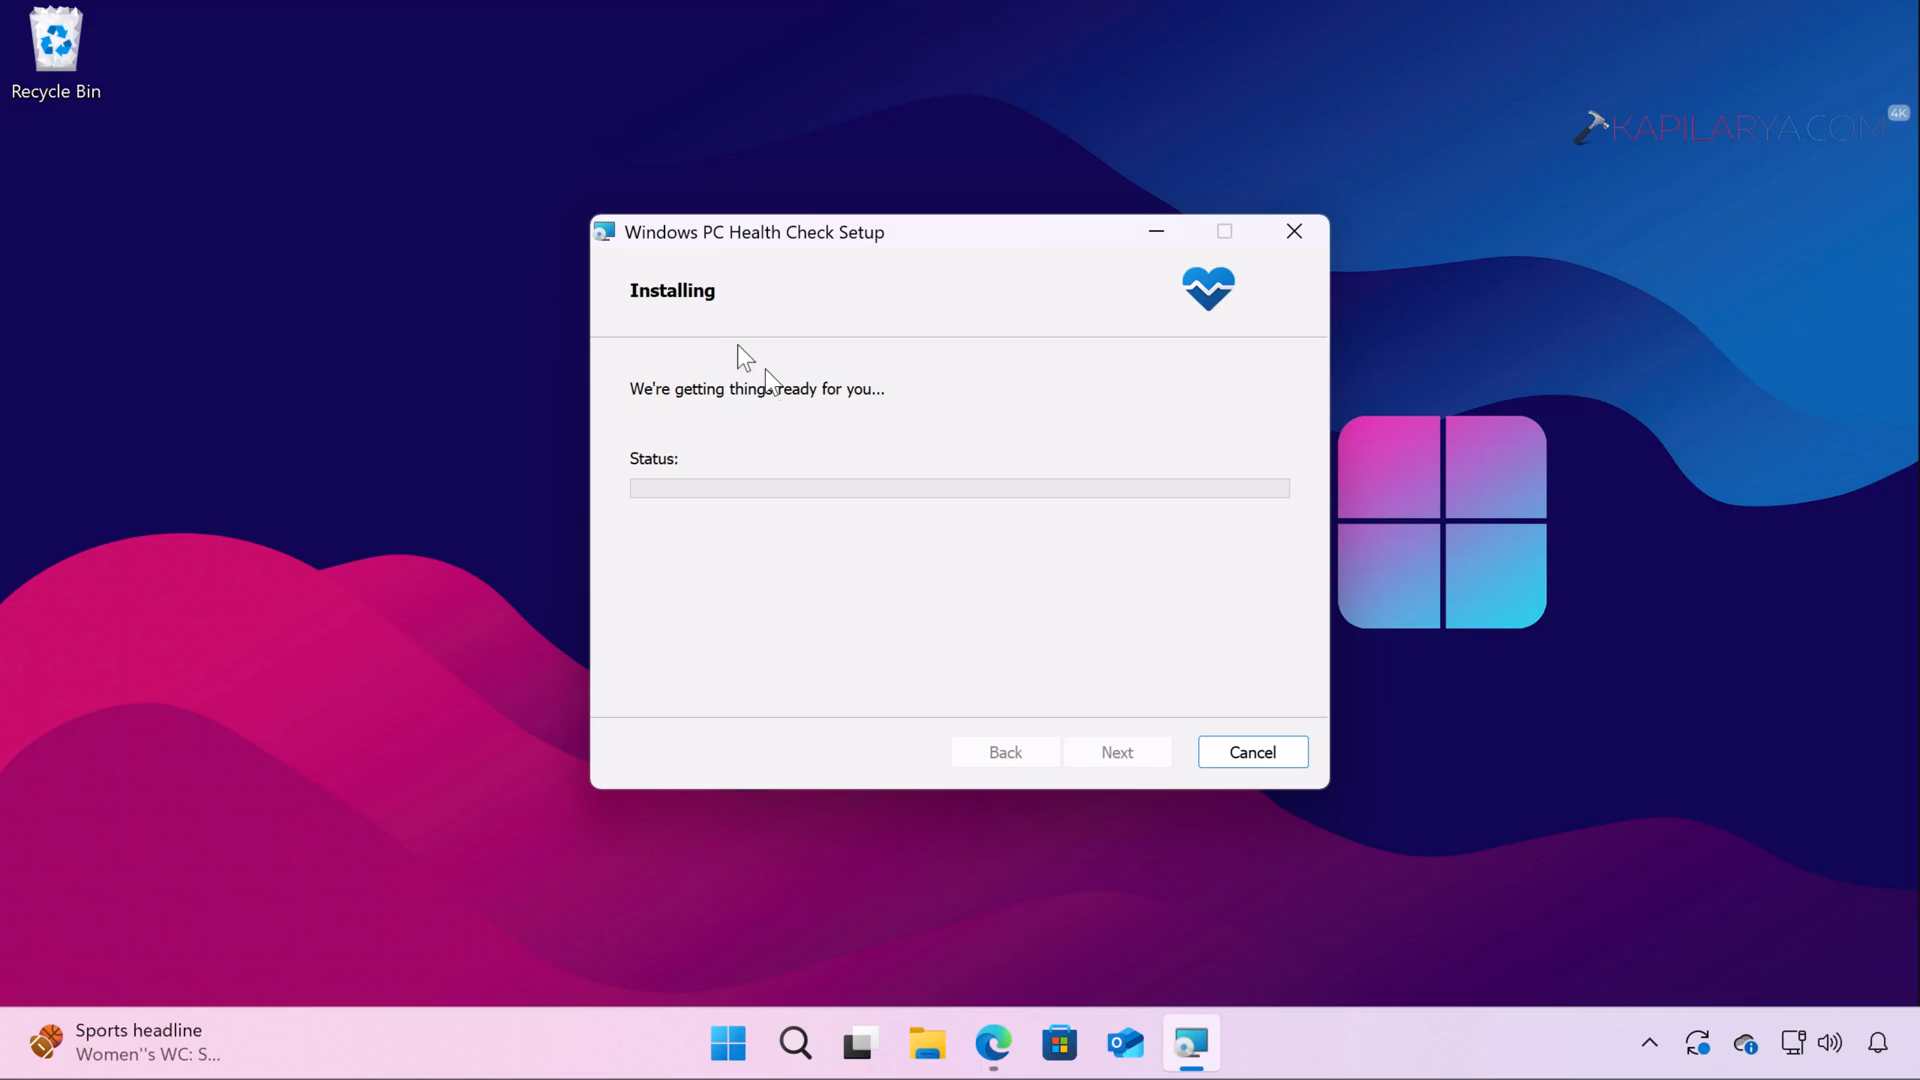 Recycle Bin
4K
KAPILARYA.COM
Windows PC Health Check Setup
Installing
We're getting things ready for you...
Status:
Back
Next
Cancel
Sports headline
Women''s WC: S...